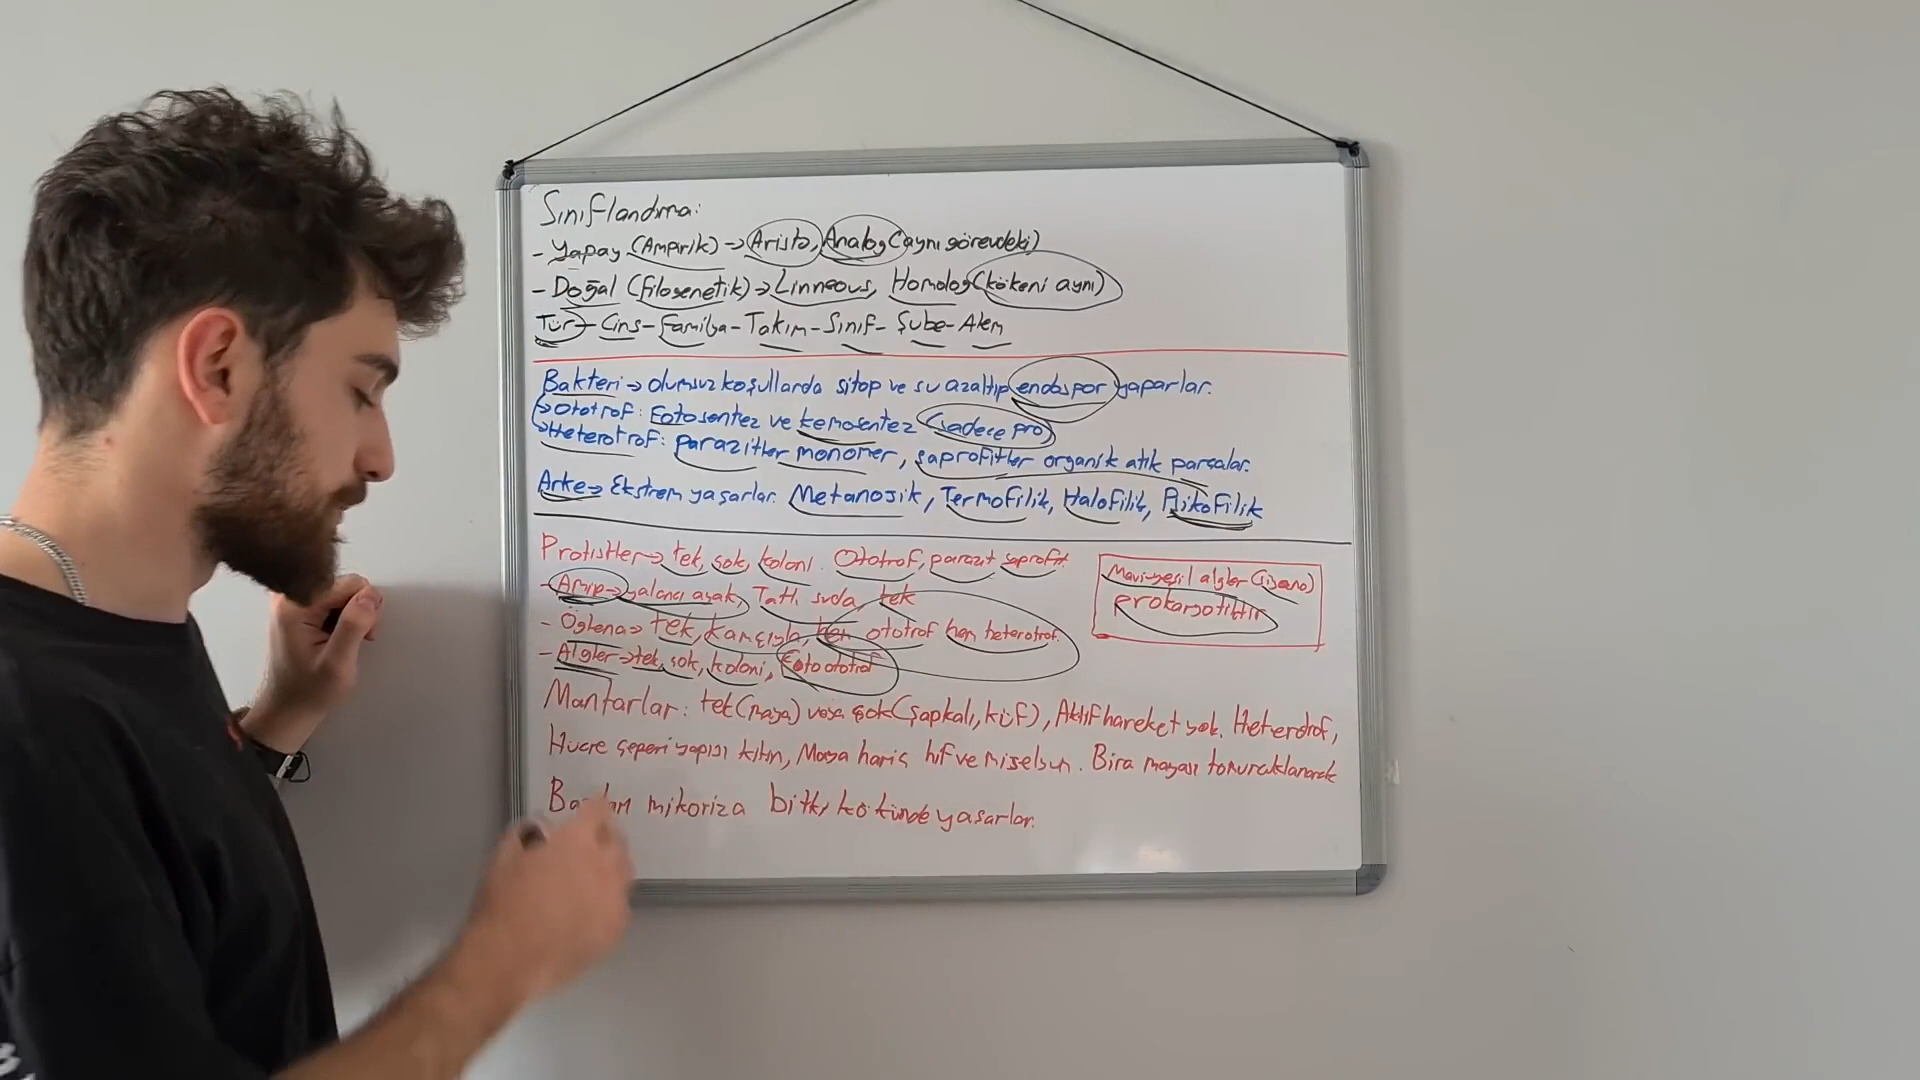 Sınıflandırma:
- Yapay (Ampirik) → Aristo, Analog (aynı görevdeki)
- Doğal (filogenetik) → Linneous, Homolog (kökeni aynı)
Tür - Cins - Familya - Takım - Sınıf - Şube - Alem
Bakteri → olumsuz koşullarda sitop ve su azaltıp endospor yaparlar.
→ Ototrof: Fotosentez ve kemosentez (sadece pro)
→ Heterotrof: parazitler monomer, saprofitler organik atık parçalar.
Arke → Ekstrem yaşarlar. Metanojik, Termofilik, Halofilik, Psikofilik
Protistler → tek, çok, koloni. Ototrof, parazit saprofit.
- Amip → yalancı ayak, Tatlı suda, tek
- Öglena → tek, kamçıyla, hem ototrof hem heterotrof.
- Algler → tek, çok, koloni, Fotoototrof
Mavi-yeşil algler (siyano)
prokaryotiktir
Mantarlar: tek (maya) veya çok (şapkalı, küf), Aktif hareket yok. Heterotrof,
Hücre çeperi yapısı kitin, Maya hariç hif ve miselyum. Bira mayası tomurcuklanarak
mikoriza bitki kökünde yaşarlar.